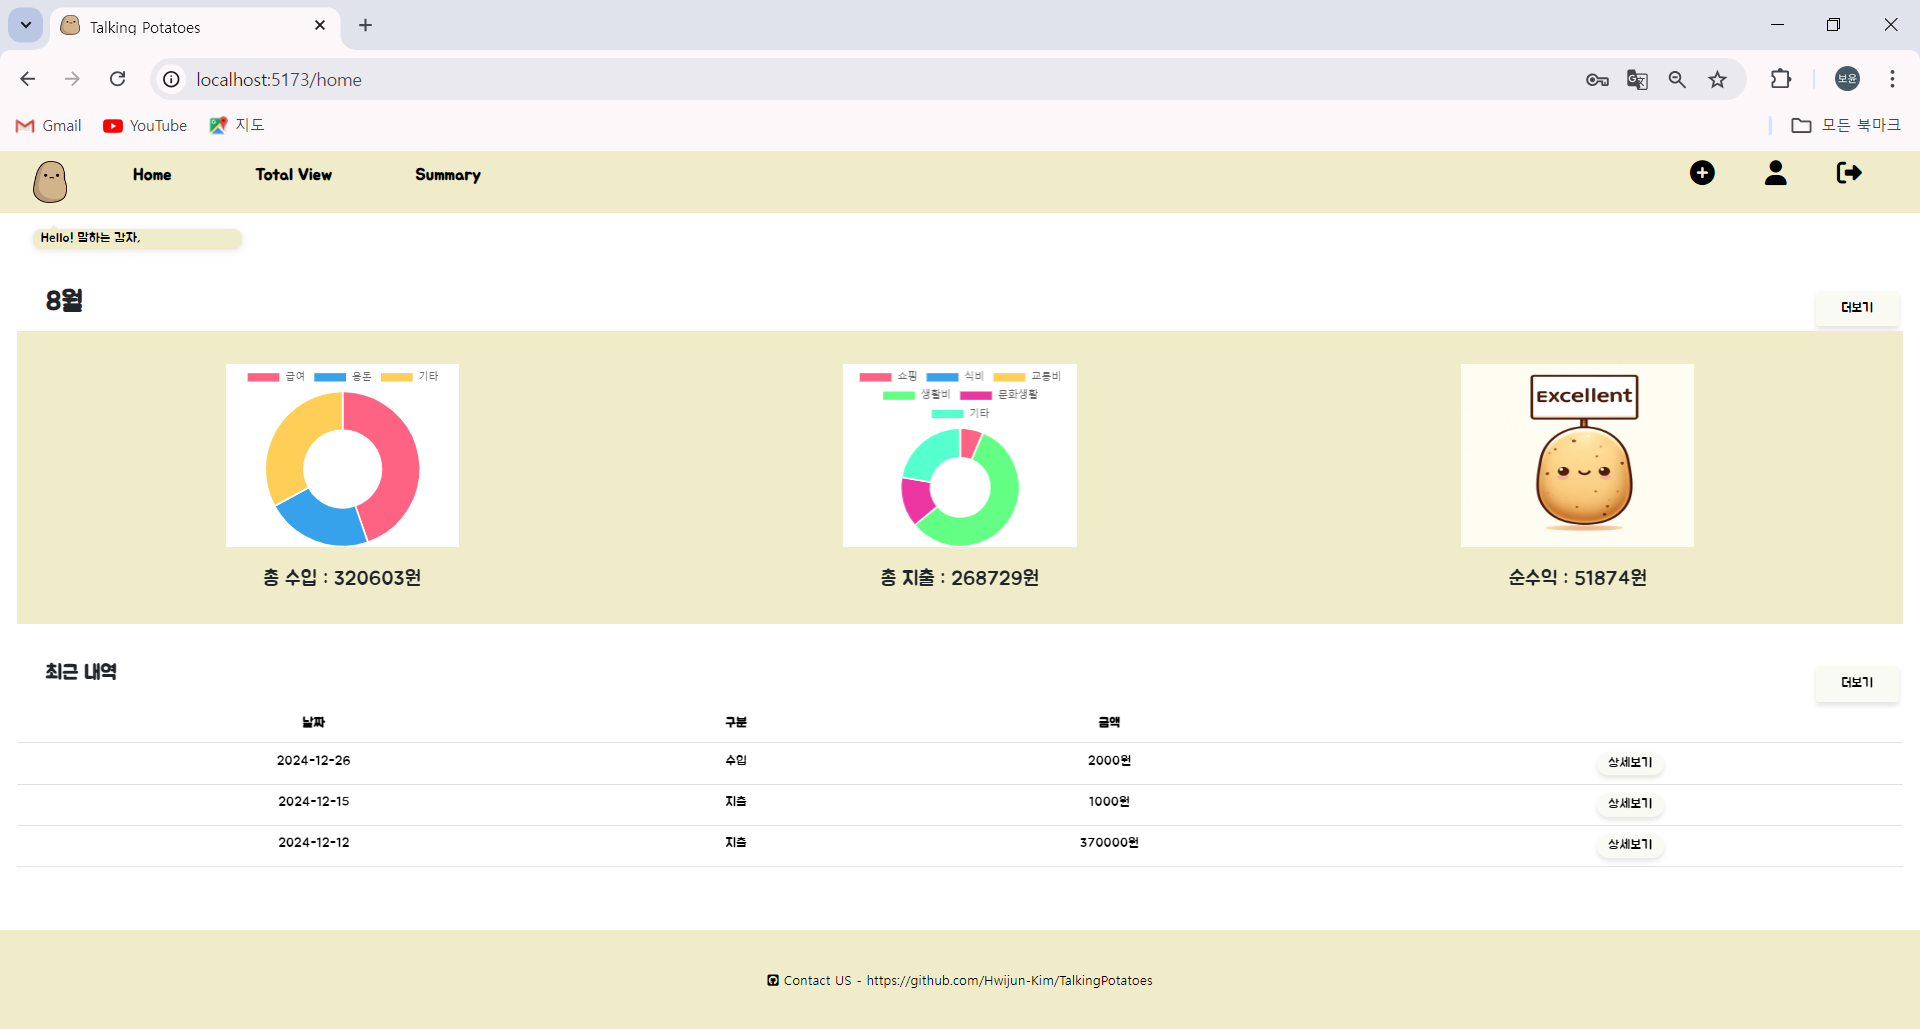 Talking Potatoes
localhost:5173/home
보윤
Gmail YouTube 지도 모든 북마크
Home Total View Summary
Hello! 말하는 감자,
8월
더보기
급여 용돈 기타
쇼핑 식비 교통비
생활비 문화생활
기타
Excellent
총 수입 : 320603원
총 지출 : 268729원
순수익 : 51874원
최근 내역
더보기
날짜 구분 금액
2024-12-26 수입 2000원 상세보기
2024-12-15 지출 1000원 상세보기
2024-12-12 지출 370000원 상세보기
Contact US - https://github.com/Hwijun-Kim/TalkingPotatoes